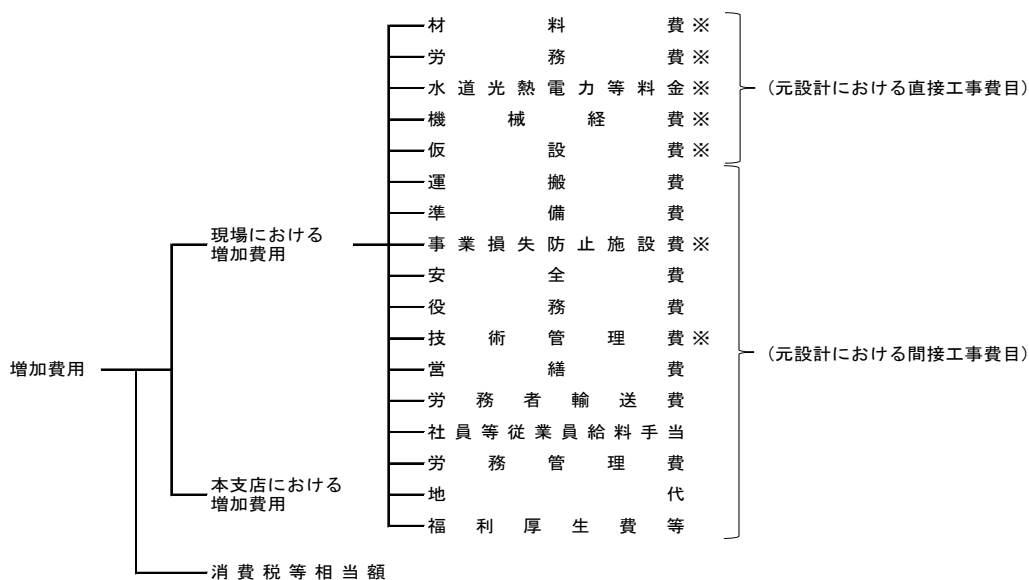 材料費※
労務費※
水道光熱電力等料金※
機械経費※
仮設費※
(元設計における直接工事費目)
運搬費
準備費
事業損失防止施設費※
安全費
役務費
技術管理費※
営繕費
労務者輸送費
社員等従業員給料手当
労務管理費
地代
福利厚生費等
(元設計における間接工事費目)
現場における
増加費用
増加費用
本支店における
増加費用
消費税等相当額